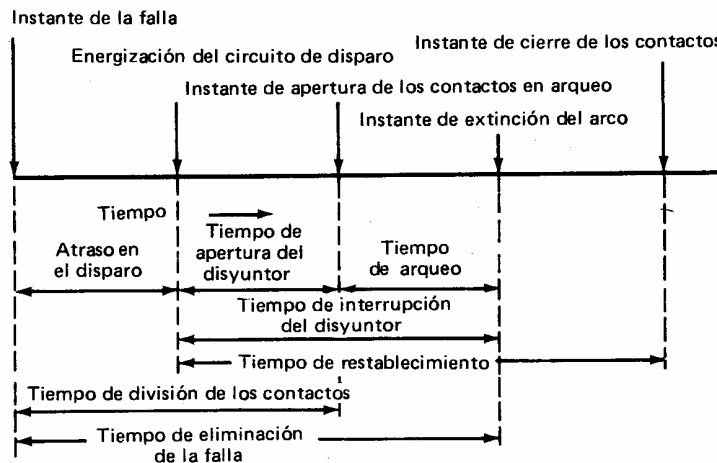 Instante de la falla
Instante de cierre de los contactos
Energización del circuito de disparo
Instante de apertura de los contactos en arqueo
Instante de extinción del arco
Tiempo
Atraso en
el disparo
Tiempo de
apertura del
disyuntor
Tiempo
de arqueo
Tiempo de interrupción
del disyuntor
Tiempo de restablecimiento
Tiempo de división de los contactos
Tiempo de eliminación
de la falla